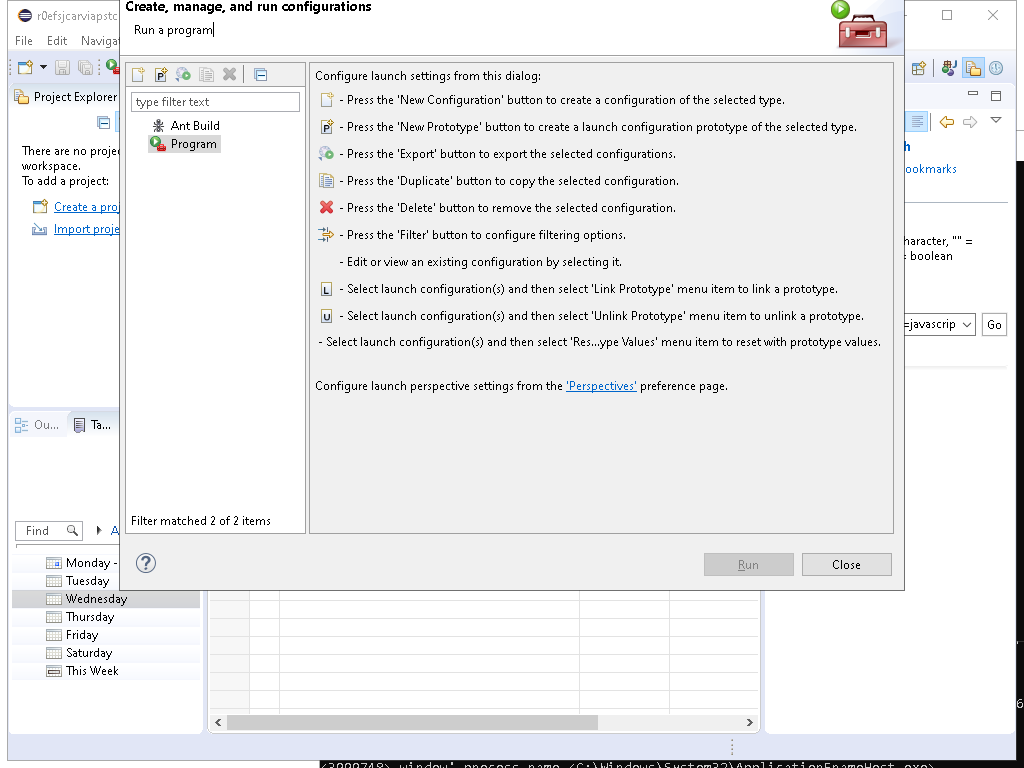 Create, manage, and run configurations
Run a program
r0efsjcarviapstc
File Edit Naviga
Project Explorer
There are no projec
workspace.
To add a project:
Create a proj
Import proje
Ou...
Ta...
type filter text
Ant Build
Program
Filter matched 2 of 2 items
Configure launch settings from this dialog:
- Press the 'New Configuration' button to create a configuration of the selected type.
- Press the 'New Prototype' button to create a launch configuration prototype of the selected type.
- Press the 'Export' button to export the selected configurations.
- Press the 'Duplicate' button to copy the selected configuration.
- Press the 'Delete' button to remove the selected configuration.
- Press the 'Filter' button to configure filtering options.
- Edit or view an existing configuration by selecting it.
L - Select launch configuration(s) and then select 'Link Prototype' menu item to link a prototype.
U - Select launch configuration(s) and then select 'Unlink Prototype' menu item to unlink a prototype.
- Select launch configuration(s) and then select 'Res...ype Values' menu item to reset with prototype values.
Configure launch perspective settings from the 'Perspectives' preference page.
Run
Close
h
ookmarks
haracter, "" =
= boolean
=javascrip
Go
Find
A
Monday -
Tuesday
Wednesday
Thursday
Friday
Saturday
This Week